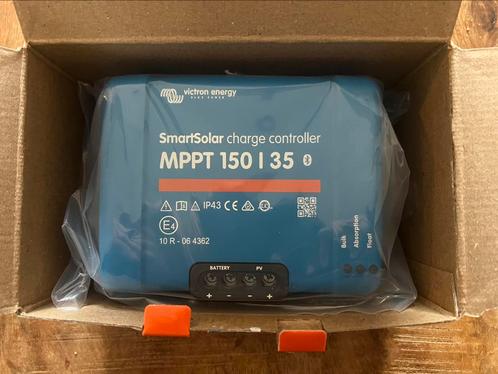 victron energy
BLUE POWER
SmartSolar charge controller
MPPT 150 | 35
IP43 CE
E4
10 R - 06 4362
Bulk
Absorption
Float
BATTERY PV
+ - - +